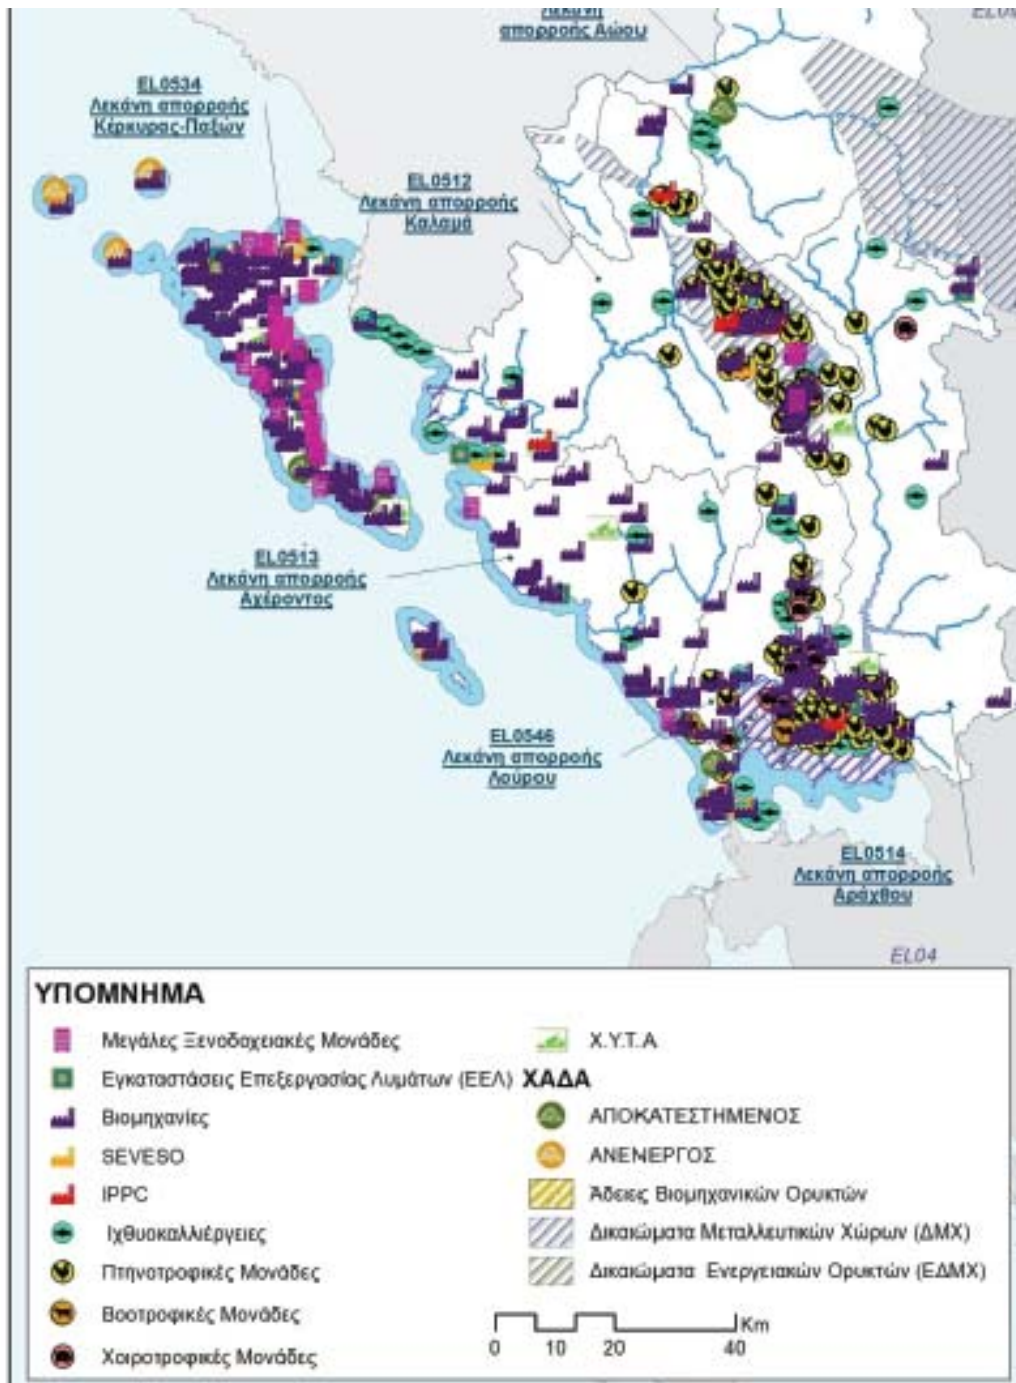 Λεκάνη
απορροής Αώου
EL0534
Λεκάνη απορροής
Κέρκυρας-Παξών
EL0512
Λεκάνη απορροής
Καλαμά
EL0513
Λεκάνη απορροής
Αχέροντος
EL0546
Λεκάνη απορροής
Λούρου
EL0514
Λεκάνη απορροής
Αράχθου
EL04
ΥΠΟΜΝΗΜΑ
Μεγάλες Ξενοδοχειακές Μονάδες
Εγκαταστάσεις Επεξεργασίας Λυμάτων (ΕΕΛ)
Βιομηχανίες
SEVESO
IPPC
Ιχθυοκαλλιέργειες
Πτηνοτροφικές Μονάδες
Βοοτροφικές Μονάδες
Χοιροτροφικές Μονάδες
Χ.Υ.Τ.Α
ΧΑΔΑ
ΑΠΟΚΑΤΕΣΤΗΜΕΝΟΣ
ΑΝΕΝΕΡΓΟΣ
Άδειες Βιομηχανικών Ορυκτών
Δικαιώματα Μεταλλευτικών Χώρων (ΔΜΧ)
Δικαιώματα Ενεργειακών Ορυκτών (ΕΔΜΧ)
Km
0 10 20 40